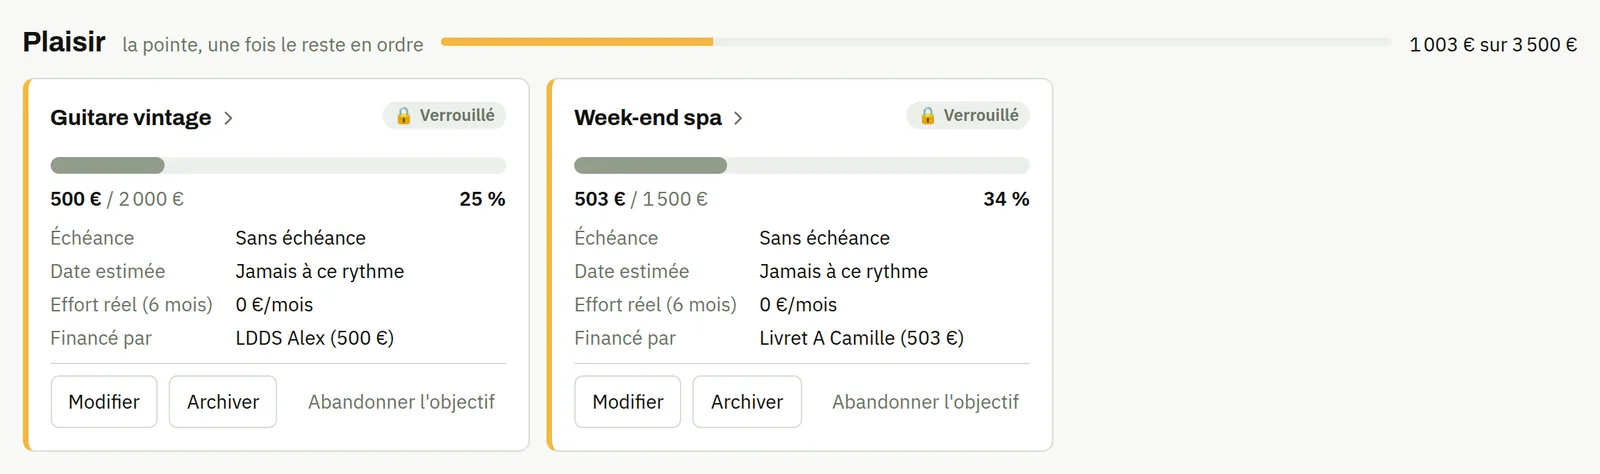 Plaisir la pointe, une fois le reste en ordre 1 003 € sur 3 500 €
Guitare vintage
🔒 Verrouillé
500 € / 2 000 € 25 %
Échéance Sans échéance
Date estimée Jamais à ce rythme
Effort réel (6 mois) 0 €/mois
Financé par LDDS Alex (500 €)
Modifier Archiver Abandonner l'objectif
Week-end spa
🔒 Verrouillé
503 € / 1 500 € 34 %
Échéance Sans échéance
Date estimée Jamais à ce rythme
Effort réel (6 mois) 0 €/mois
Financé par Livret A Camille (503 €)
Modifier Archiver Abandonner l'objectif